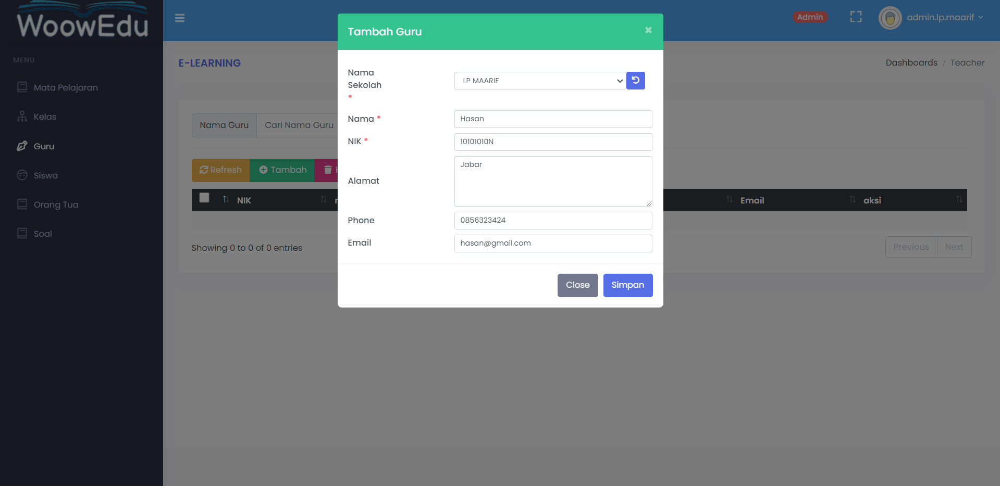 WoowEdu
MENU
Mata Pelajaran
Kelas
Guru
Siswa
Orang Tua
Soal
Admin
admin.lp.maarif
E-LEARNING
Dashboards / Teacher
Nama Guru
Cari Nama Guru
Refresh
Tambah
NIK
Email
aksi
Showing 0 to 0 of 0 entries
Previous
Next
Tambah Guru
Nama Sekolah *
LP MAARIF
Nama *
Hasan
NIK *
10101010N
Alamat
Jabar
Phone
0856323424
Email
hasan@gmail.com
Close
Simpan